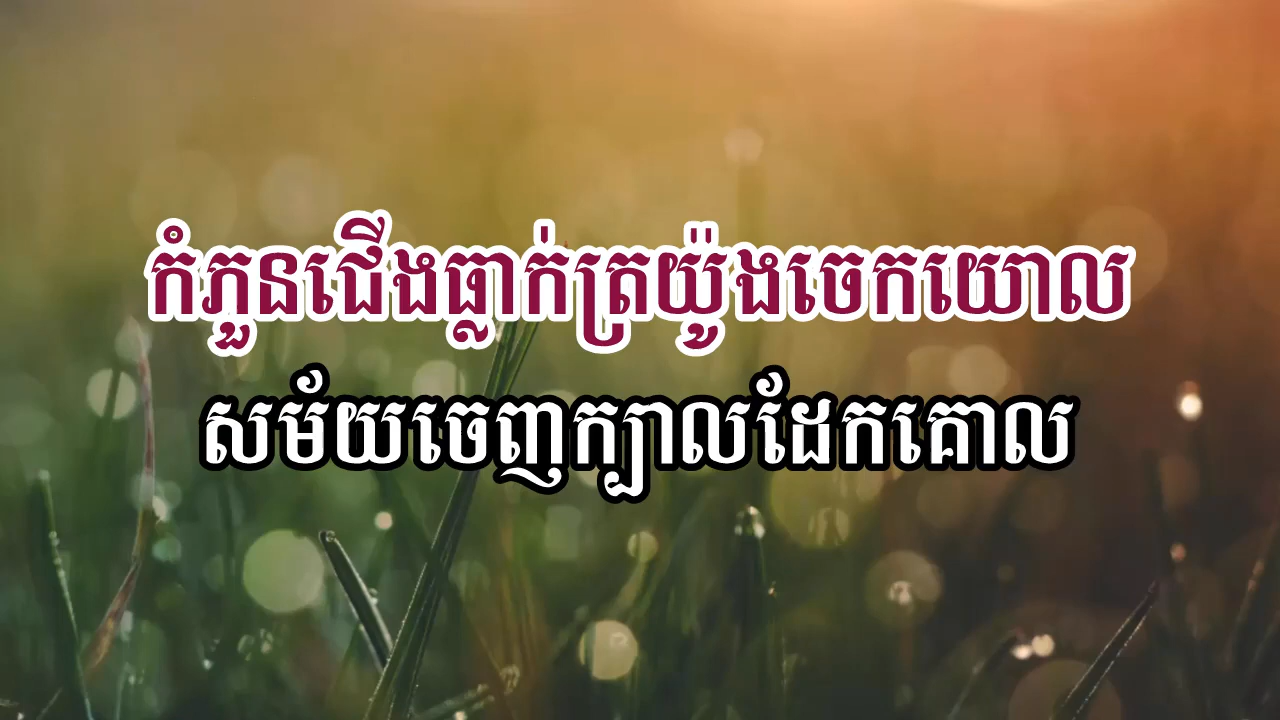 កំភួនជើងធ្លាក់ត្រយ៉ូងចេកយោល
សម័យចេញក្បាលដែកគោល